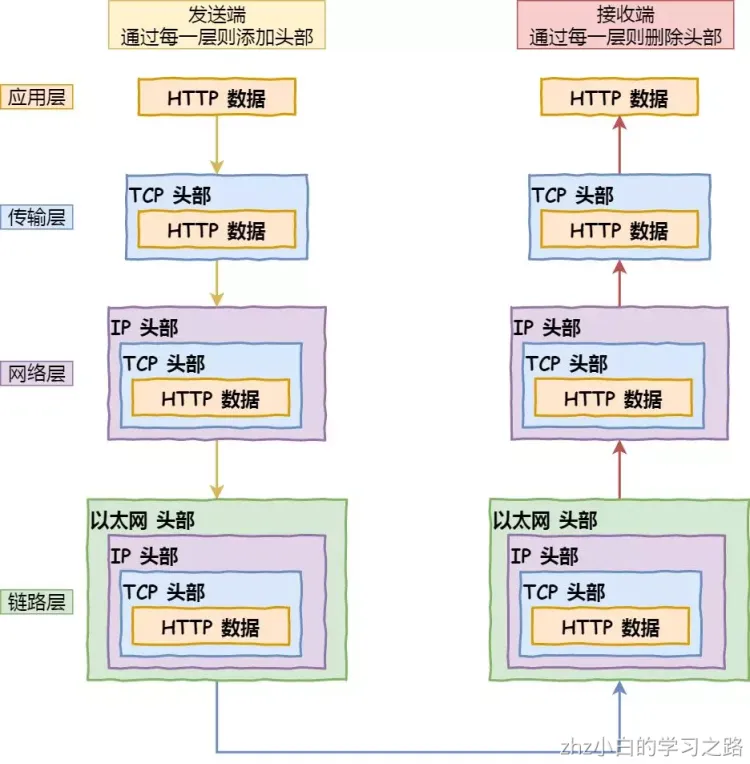 发送端
通过每一层则添加头部
接收端
通过每一层则删除头部
应用层
HTTP 数据
HTTP 数据
传输层
TCP 头部
HTTP 数据
TCP 头部
HTTP 数据
网络层
IP 头部
TCP 头部
HTTP 数据
IP 头部
TCP 头部
HTTP 数据
链路层
以太网 头部
IP 头部
TCP 头部
HTTP 数据
以太网 头部
IP 头部
TCP 头部
HTTP 数据
zhz小白的学习之路